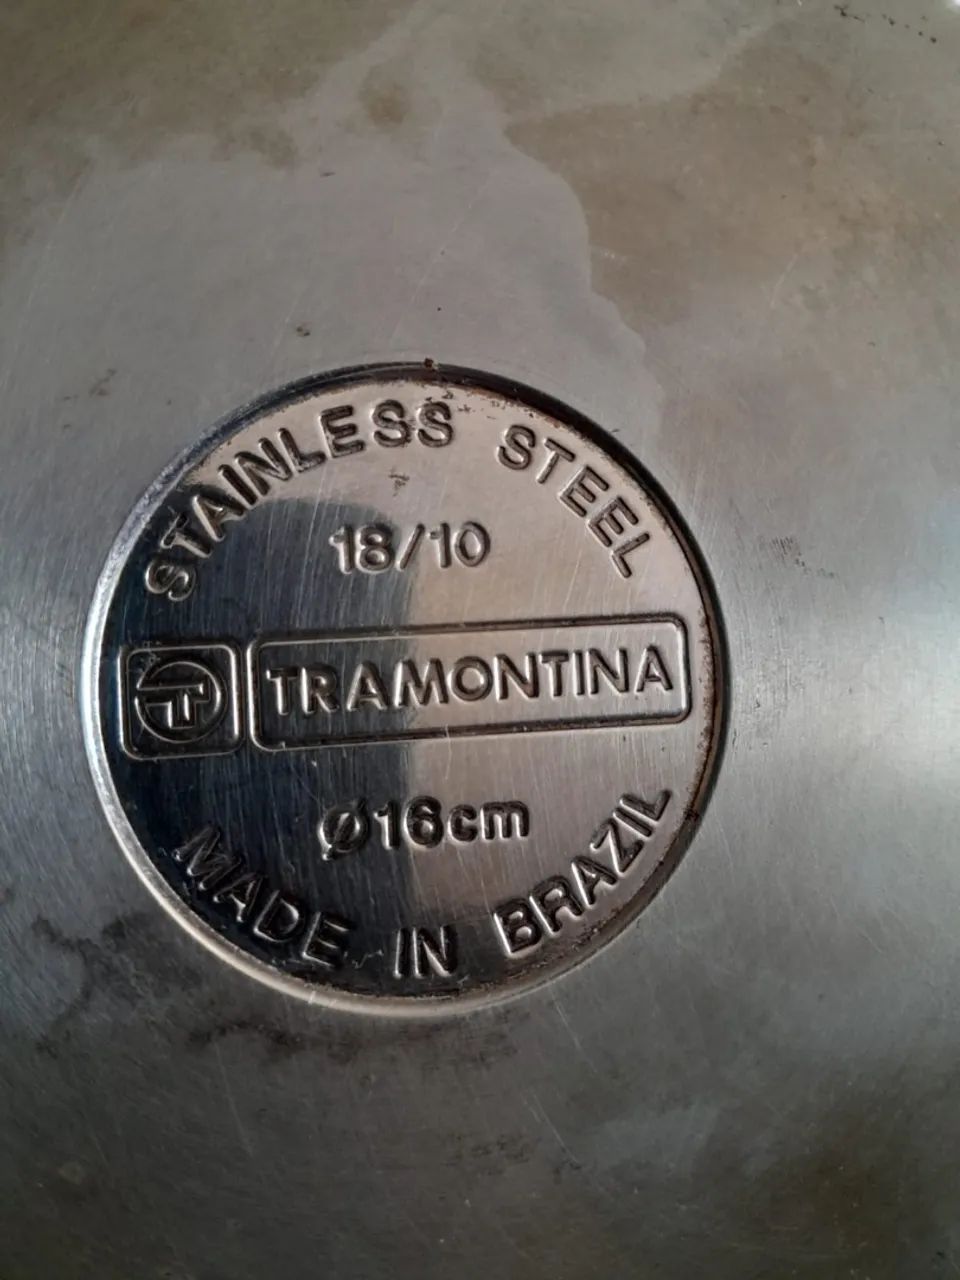 STAINLESS STEEL
18/10
TRAMONTINA
Ø16cm
MADE IN BRAZIL